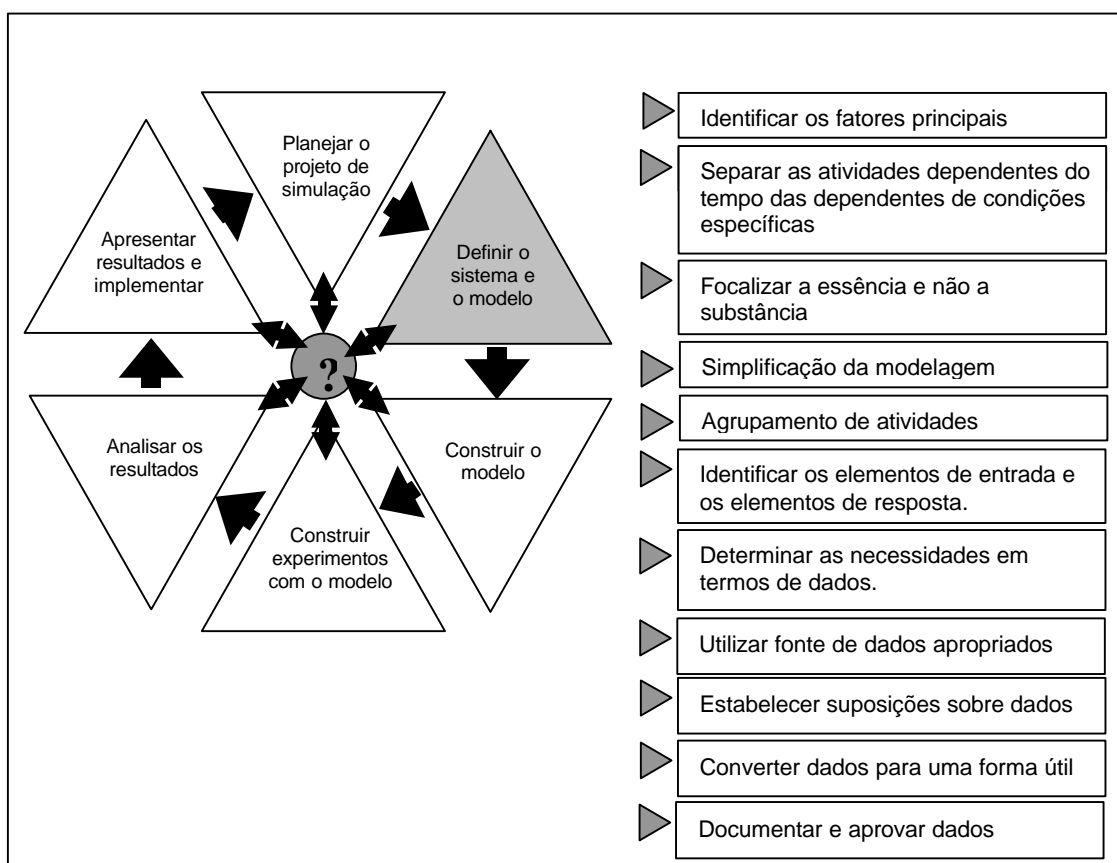 Planejar o
projeto de
simulação
Apresentar
resultados e
implementar
Definir o
sistema e
o modelo
?
Analisar os
resultados
Construir o
modelo
Construir
experimentos
com o modelo
Identificar os fatores principais
Separar as atividades dependentes do
tempo das dependentes de condições
específicas
Focalizar a essência e não a
substância
Simplificação da modelagem
Agrupamento de atividades
Identificar os elementos de entrada e
os elementos de resposta.
Determinar as necessidades em
termos de dados.
Utilizar fonte de dados apropriados
Estabelecer suposições sobre dados
Converter dados para uma forma útil
Documentar e aprovar dados